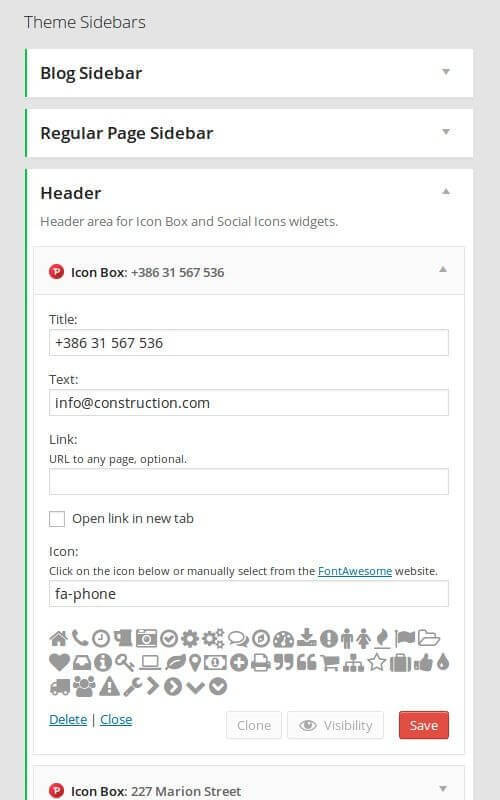 Theme Sidebars
Blog Sidebar
Regular Page Sidebar
Header
Header area for Icon Box and Social Icons widgets.
Icon Box: +386 31 567 536
Title:
+386 31 567 536
Text:
info@construction.com
Link:
URL to any page, optional.
Open link in new tab
Icon:
Click on the icon below or manually select from the FontAwesome website.
fa-phone
Delete | Close Clone Visibility Save
Icon Box: 227 Marion Street